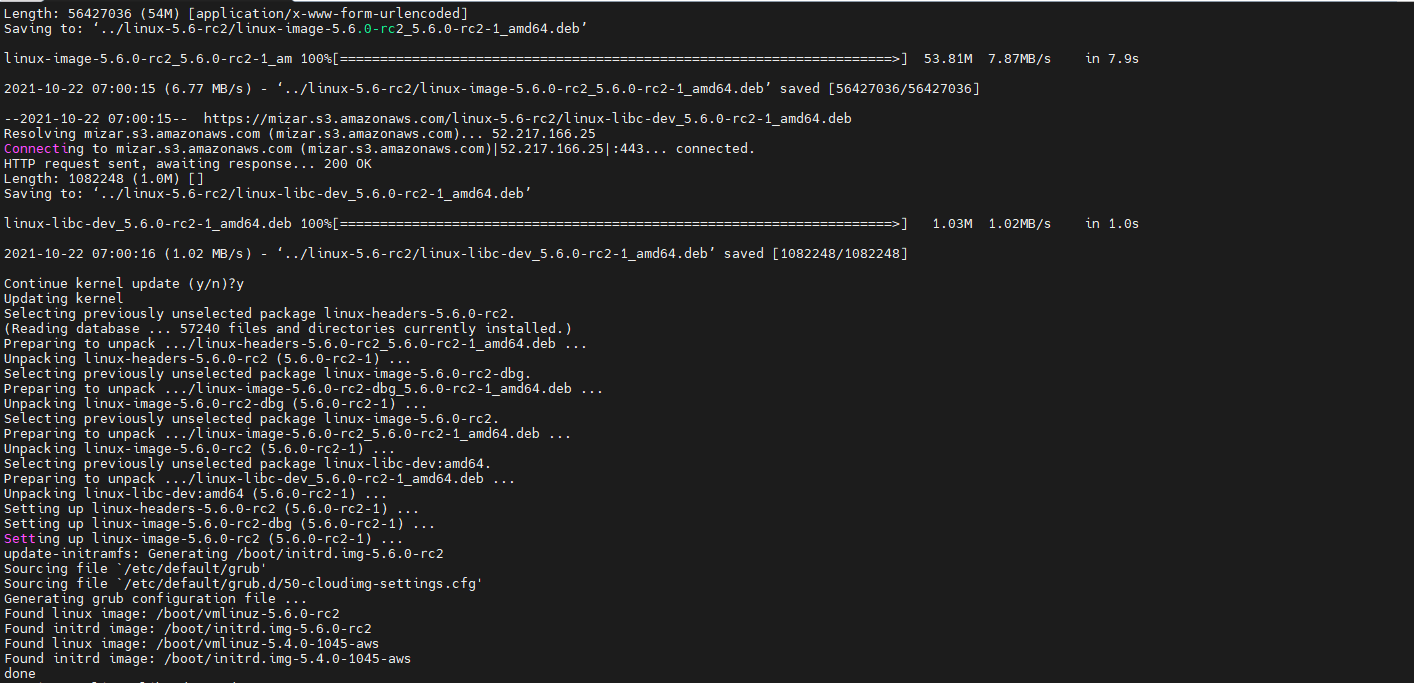 Length: 56427036 (54M) [application/x-www-form-urlencoded]
Saving to: ‘../linux-5.6-rc2/linux-image-5.6.0-rc2_5.6.0-rc2-1_amd64.deb’
linux-image-5.6.0-rc2_5.6.0-rc2-1_am 100%[=====================================================================>]  53.81M  7.87MB/s    in 7.9s
2021-10-22 07:00:15 (6.77 MB/s) - ‘../linux-5.6-rc2/linux-image-5.6.0-rc2_5.6.0-rc2-1_amd64.deb’ saved [56427036/56427036]
--2021-10-22 07:00:15--  https://mizar.s3.amazonaws.com/linux-5.6-rc2/linux-libc-dev_5.6.0-rc2-1_amd64.deb
Resolving mizar.s3.amazonaws.com (mizar.s3.amazonaws.com)... 52.217.166.25
Connecting to mizar.s3.amazonaws.com (mizar.s3.amazonaws.com)|52.217.166.25|:443... connected.
HTTP request sent, awaiting response... 200 OK
Length: 1082248 (1.0M) []
Saving to: ‘../linux-5.6-rc2/linux-libc-dev_5.6.0-rc2-1_amd64.deb’
linux-libc-dev_5.6.0-rc2-1_amd64.deb 100%[=====================================================================>]   1.03M  1.02MB/s    in 1.0s
2021-10-22 07:00:16 (1.02 MB/s) - ‘../linux-5.6-rc2/linux-libc-dev_5.6.0-rc2-1_amd64.deb’ saved [1082248/1082248]
Continue kernel update (y/n)?y
Updating kernel
Selecting previously unselected package linux-headers-5.6.0-rc2.
(Reading database ... 57240 files and directories currently installed.)
Preparing to unpack .../linux-headers-5.6.0-rc2_5.6.0-rc2-1_amd64.deb ...
Unpacking linux-headers-5.6.0-rc2 (5.6.0-rc2-1) ...
Selecting previously unselected package linux-image-5.6.0-rc2-dbg.
Preparing to unpack .../linux-image-5.6.0-rc2-dbg_5.6.0-rc2-1_amd64.deb ...
Unpacking linux-image-5.6.0-rc2-dbg (5.6.0-rc2-1) ...
Selecting previously unselected package linux-image-5.6.0-rc2.
Preparing to unpack .../linux-image-5.6.0-rc2_5.6.0-rc2-1_amd64.deb ...
Unpacking linux-image-5.6.0-rc2 (5.6.0-rc2-1) ...
Selecting previously unselected package linux-libc-dev:amd64.
Preparing to unpack .../linux-libc-dev_5.6.0-rc2-1_amd64.deb ...
Unpacking linux-libc-dev:amd64 (5.6.0-rc2-1) ...
Setting up linux-headers-5.6.0-rc2 (5.6.0-rc2-1) ...
Setting up linux-image-5.6.0-rc2-dbg (5.6.0-rc2-1) ...
Setting up linux-image-5.6.0-rc2 (5.6.0-rc2-1) ...
update-initramfs: Generating /boot/initrd.img-5.6.0-rc2
Sourcing file `/etc/default/grub'
Sourcing file `/etc/default/grub.d/50-cloudimg-settings.cfg'
Generating grub configuration file ...
Found linux image: /boot/vmlinuz-5.6.0-rc2
Found initrd image: /boot/initrd.img-5.6.0-rc2
Found linux image: /boot/vmlinuz-5.4.0-1045-aws
Found initrd image: /boot/initrd.img-5.4.0-1045-aws
done